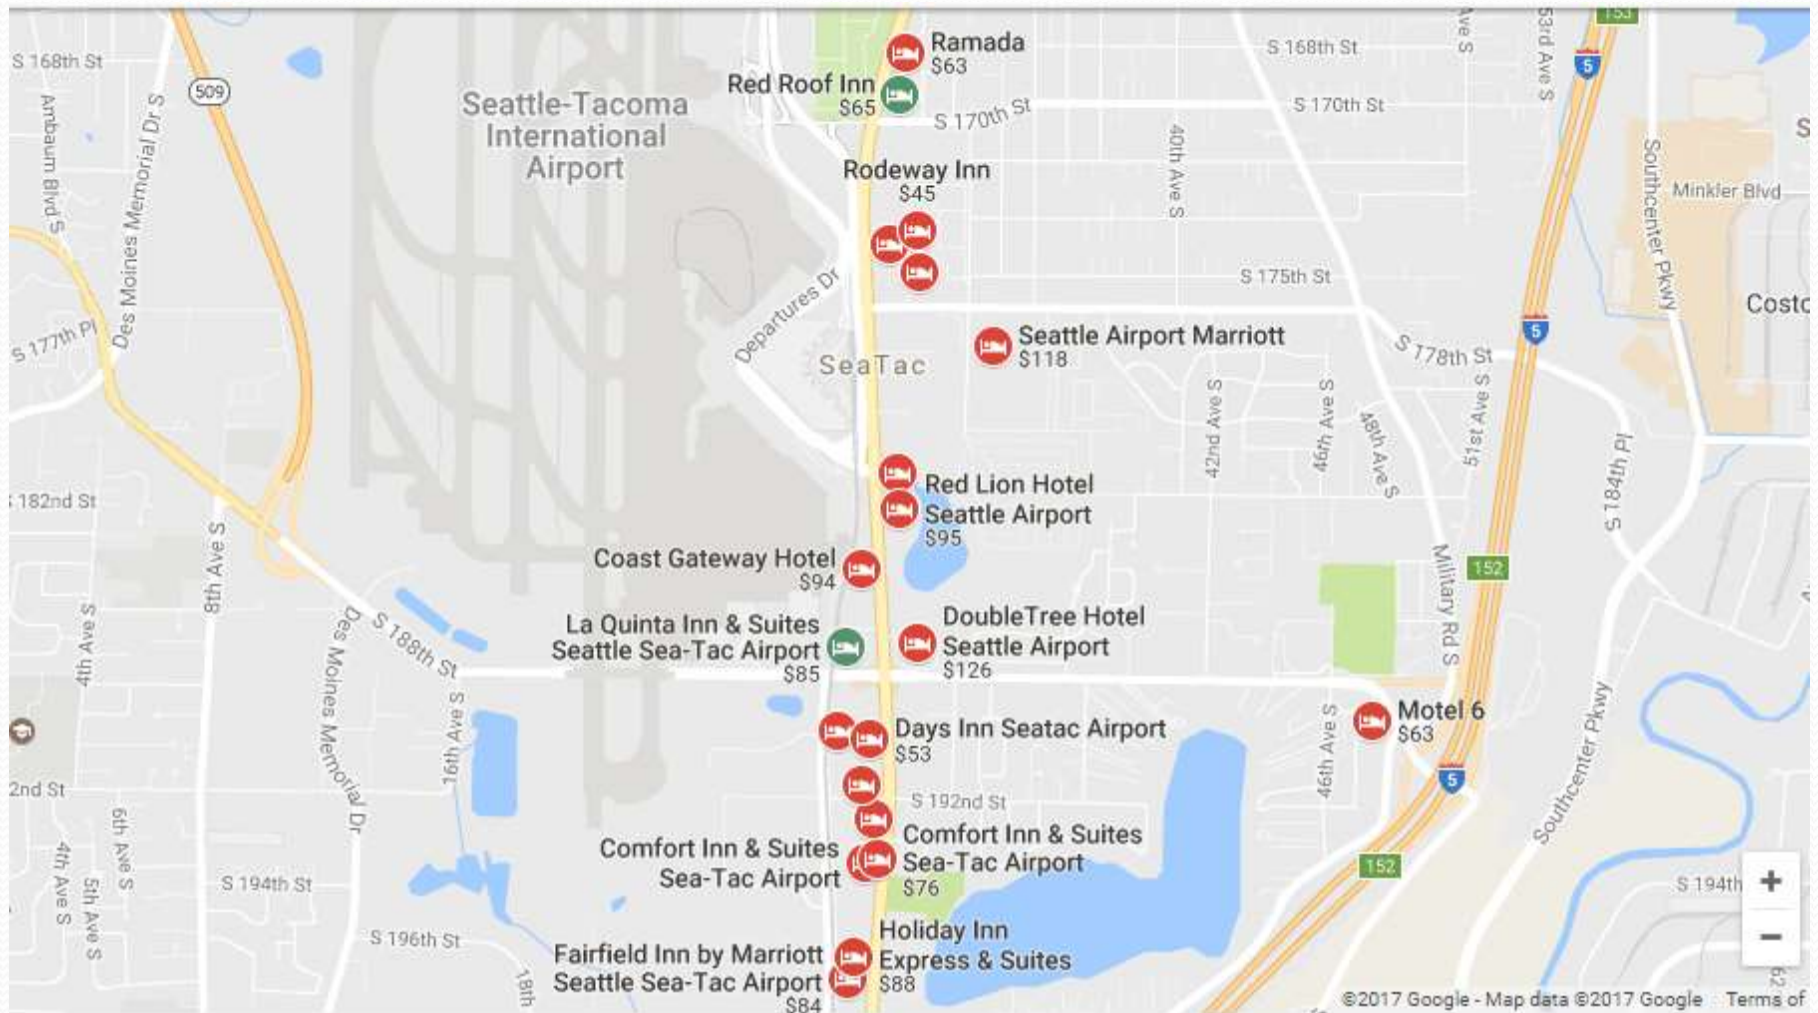 153
Ramada
$63
S 168th St
S 168th St
53rd Ave S
Ave S
5
509
Red Roof Inn
$65
S 170th St
S 170th St
Seattle-Tacoma
International
Airport
Ambaum Blvd S
Des Moines Memorial Dr S
40th Ave S
Southcenter Pkwy
S
Minkler Blvd
Rodeway Inn
$45
S 175th St
Departures Dr
Costc
S 177th Pl
5
Seattle Airport Marriott
$118
S 178th St
SeaTac
42nd Ave S
46th Ave S
48th Ave S
51st Ave S
S 184th Pl
Red Lion Hotel
Seattle Airport
$95
S 182nd St
8th Ave S
Coast Gateway Hotel
$94
152
Military Rd S
4th Ave S
Des Moines Memorial Dr
S 188th St
La Quinta Inn & Suites
Seattle Sea-Tac Airport
$85
DoubleTree Hotel
Seattle Airport
$126
16th Ave S
46th Ave S
Motel 6
$63
Southcenter Pkwy
Days Inn Seatac Airport
$53
5
2nd St
S 192nd St
6th Ave S
4th Ave S
5th Ave S
Comfort Inn & Suites
Sea-Tac Airport
Comfort Inn & Suites
Sea-Tac Airport
$76
152
S 194th St
S 194th
+
−
S 196th St
18th
Fairfield Inn by Marriott
Seattle Sea-Tac Airport
$84
Holiday Inn
Express & Suites
$88
62
©2017 Google - Map data ©2017 Google
Terms of